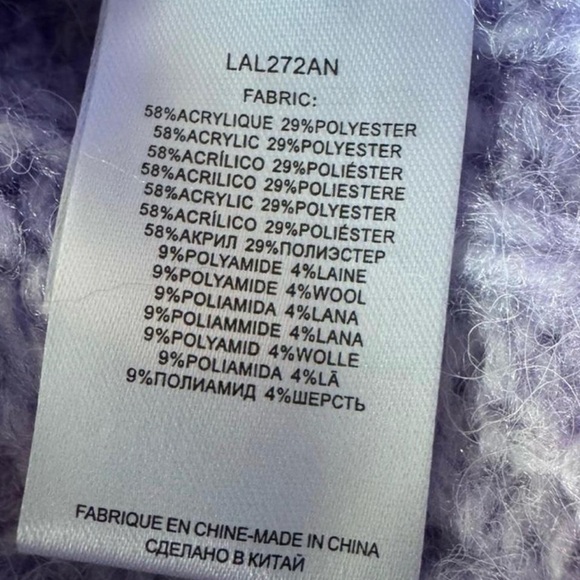 LAL272AN
FABRIC:
58%ACRYLIQUE 29%POLYESTER
58%ACRYLIC 29%POLYESTER
58%ACRÍLICO 29%POLIÉSTER
58%ACRILICO 29%POLIESTERE
58%ACRYLIC 29%POLYESTER
58%ACRÍLICO 29%POLIÉSTER
58%АКРИЛ 29%ПОЛИЭСТЕР
9%POLYAMIDE 4%LAINE
9%POLYAMIDE 4%WOOL
9%POLIAMIDA 4%LANA
9%POLIAMMIDE 4%LANA
9%POLYAMID 4%WOLLE
9%POLIAMIDA 4%LÃ
9%ПОЛИАМИД 4%ШЕРСТЬ
FABRIQUE EN CHINE-MADE IN CHINA
СДЕЛАНО В КИТАЙ